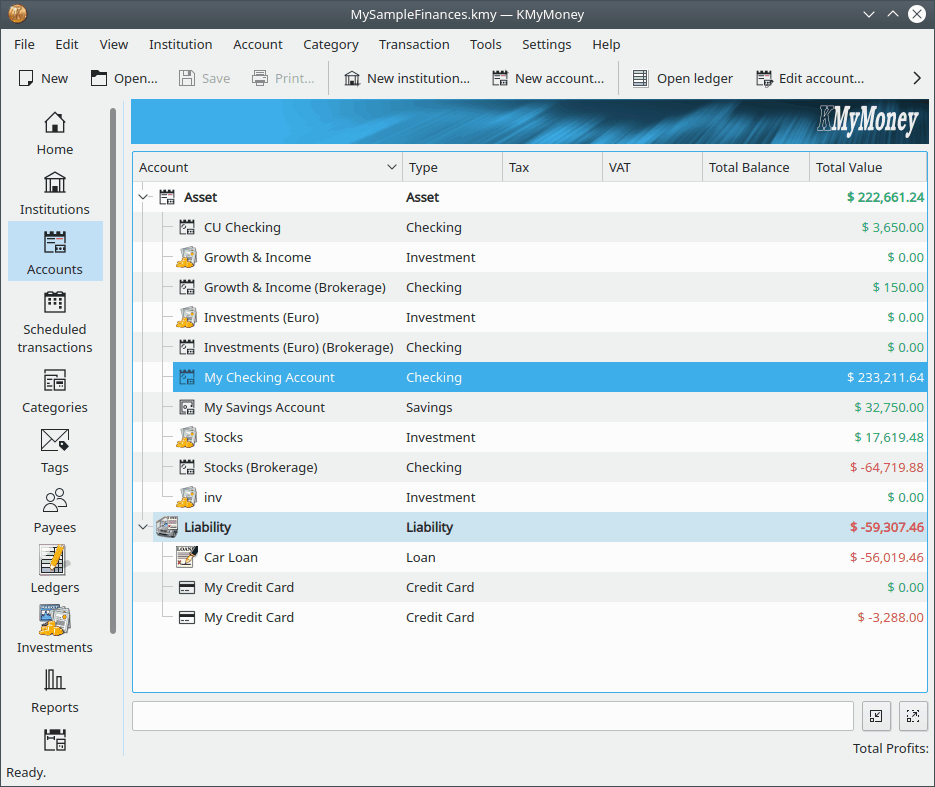 MySampleFinances.kmy — KMyMoney
File Edit View Institution Account Category Transaction Tools Settings Help
New Open... Save Print... New institution... New account... Open ledger Edit account...
KMyMoney
Home
Institutions
Accounts
Scheduled
transactions
Categories
Tags
Payees
Ledgers
Investments
Reports
Account Type Tax VAT Total Balance Total Value
Asset Asset $ 222,661.24
CU Checking Checking $ 3,650.00
Growth & Income Investment $ 0.00
Growth & Income (Brokerage) Checking $ 150.00
Investments (Euro) Investment $ 0.00
Investments (Euro) (Brokerage) Checking $ 0.00
My Checking Account Checking $ 233,211.64
My Savings Account Savings $ 32,750.00
Stocks Investment $ 17,619.48
Stocks (Brokerage) Checking $ -64,719.88
inv Investment $ 0.00
Liability Liability $ -59,307.46
Car Loan Loan $ -56,019.46
My Credit Card Credit Card $ 0.00
My Credit Card Credit Card $ -3,288.00
Total Profits:
Ready.